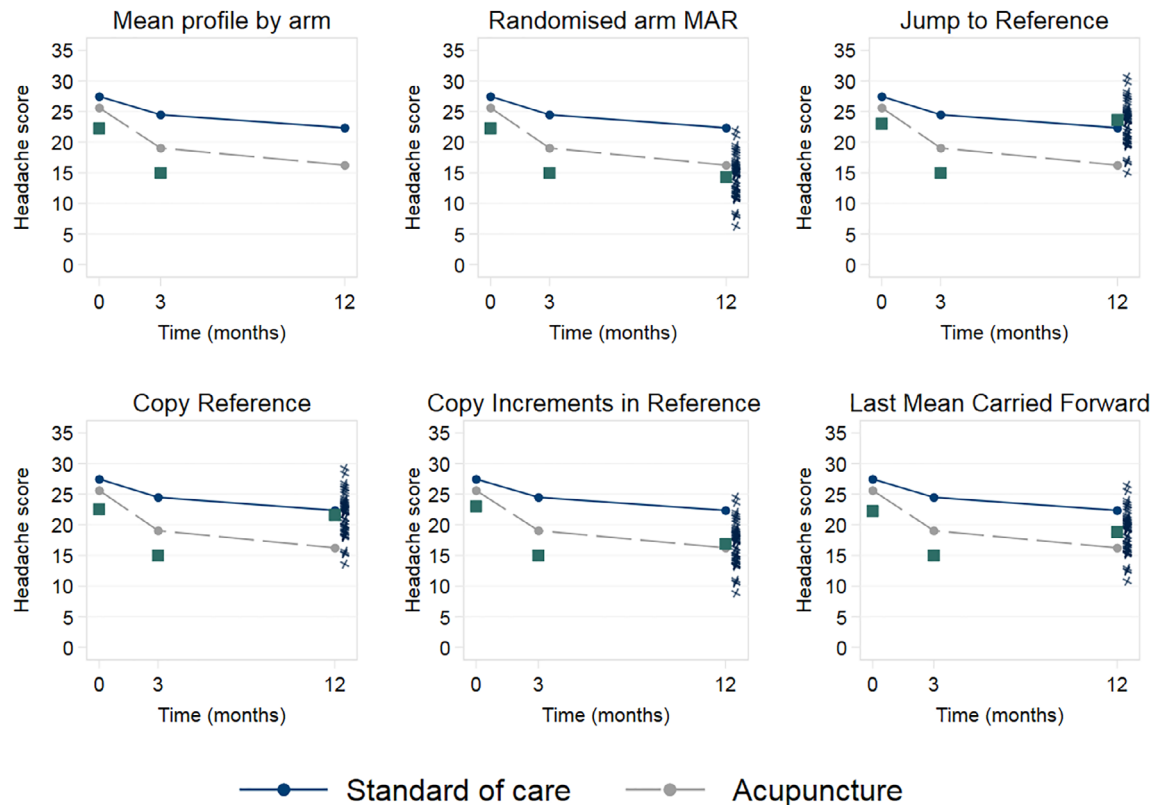 Mean profile by arm
Headache score
35
30
25
20
15
10
5
0
0 3 12
Time (months)
Randomised arm MAR
Headache score
35
30
25
20
15
10
5
0
0 3 12
Time (months)
Jump to Reference
Headache score
35
30
25
20
15
10
5
0
0 3 12
Time (months)
Copy Reference
Headache score
35
30
25
20
15
10
5
0
0 3 12
Time (months)
Copy Increments in Reference
Headache score
35
30
25
20
15
10
5
0
0 3 12
Time (months)
Last Mean Carried Forward
Headache score
35
30
25
20
15
10
5
0
0 3 12
Time (months)
Standard of care Acupuncture